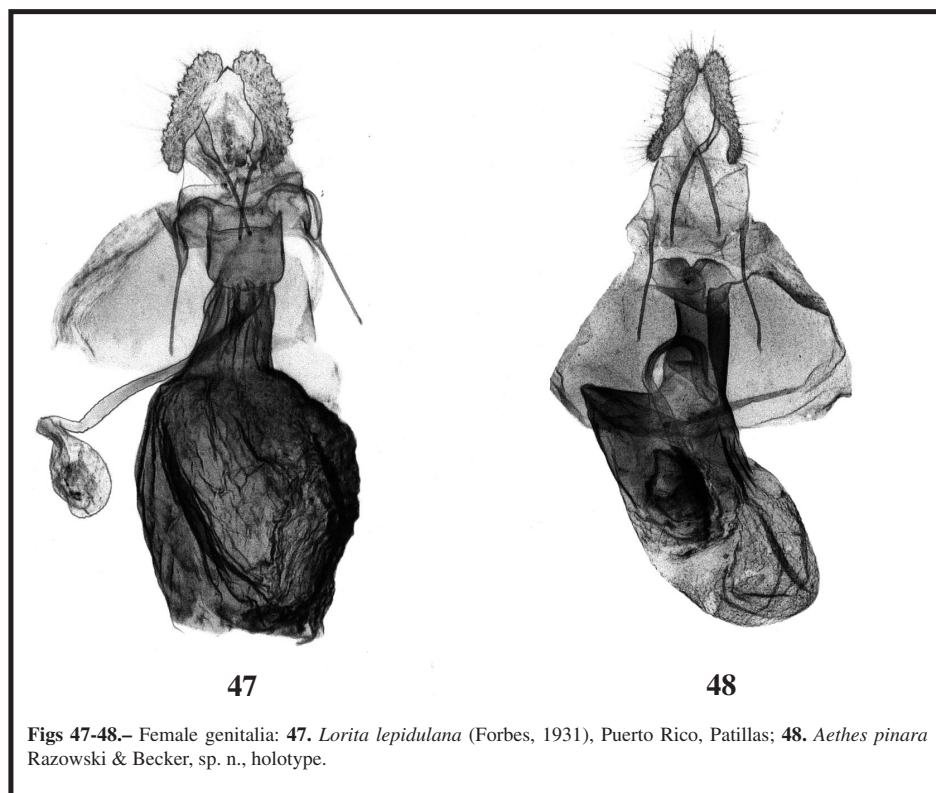 47
48
Figs 47-48.– Female genitalia: 47. Lorita lepidulana (Forbes, 1931), Puerto Rico, Patillas; 48. Aethes pinara
Razowski & Becker, sp. n., holotype.